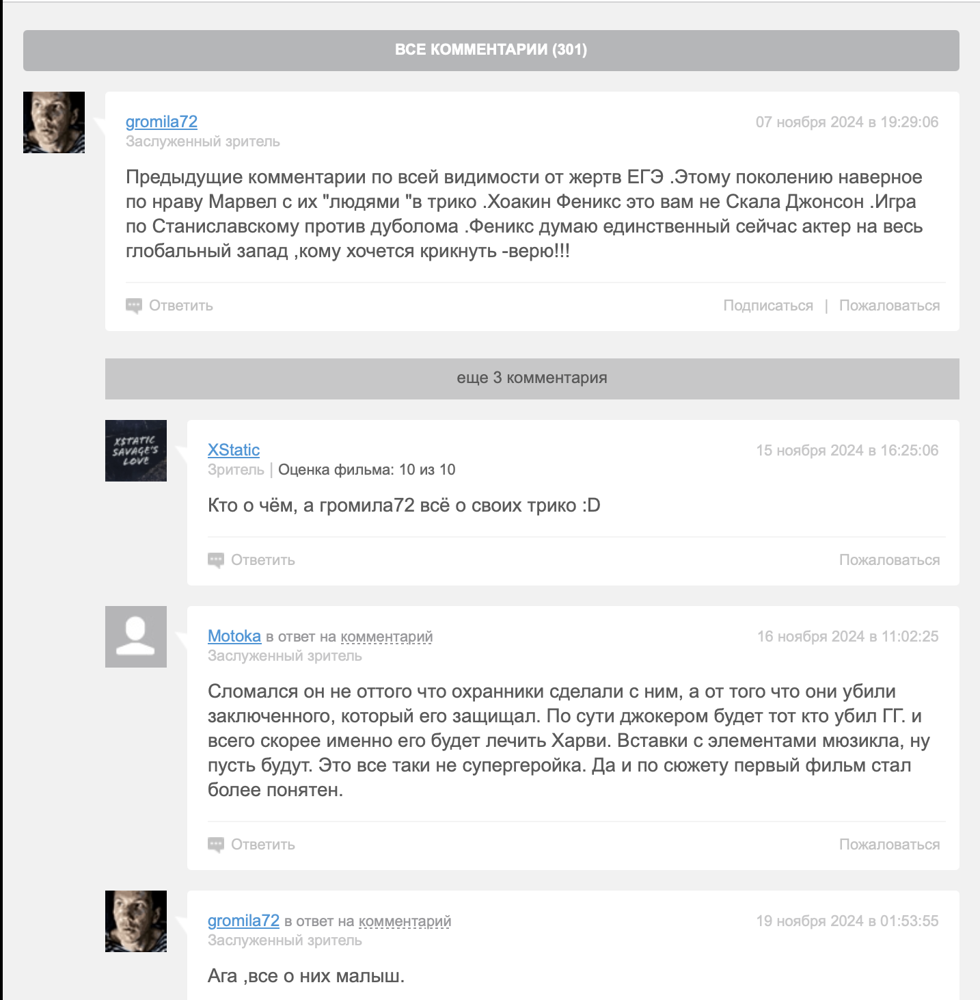 ВСЕ КОММЕНТАРИИ (301)
gromila72
07 ноября 2024 в 19:29:06
Заслуженный зритель
Предыдущие комментарии по всей видимости от жертв ЕГЭ .Этому поколению наверное
по нраву Марвел с их "людями "в трико .Хоакин Феникс это вам не Скала Джонсон .Игра
по Станиславскому против дуболома .Феникс думаю единственный сейчас актер на весь
глобальный запад ,кому хочется крикнуть -верю!!!
Ответить
Подписаться | Пожаловаться
еще 3 комментария
XSTATIC
SAVAGE'S
LOVE
XStatic
15 ноября 2024 в 16:25:06
Зритель | Оценка фильма: 10 из 10
Кто о чём, а громила72 всё о своих трико :D
Ответить
Пожаловаться
Motoka в ответ на комментарий
16 ноября 2024 в 11:02:25
Заслуженный зритель
Сломался он не оттого что охранники сделали с ним, а от того что они убили
заключенного, который его защищал. По сути джокером будет тот кто убил ГГ. и
всего скорее именно его будет лечить Харви. Вставки с элементами мюзикла, ну
пусть будут. Это все таки не супергеройка. Да и по сюжету первый фильм стал
более понятен.
Ответить
Пожаловаться
gromila72 в ответ на комментарий
19 ноября 2024 в 01:53:55
Заслуженный зритель
Ага ,все о них малыш.